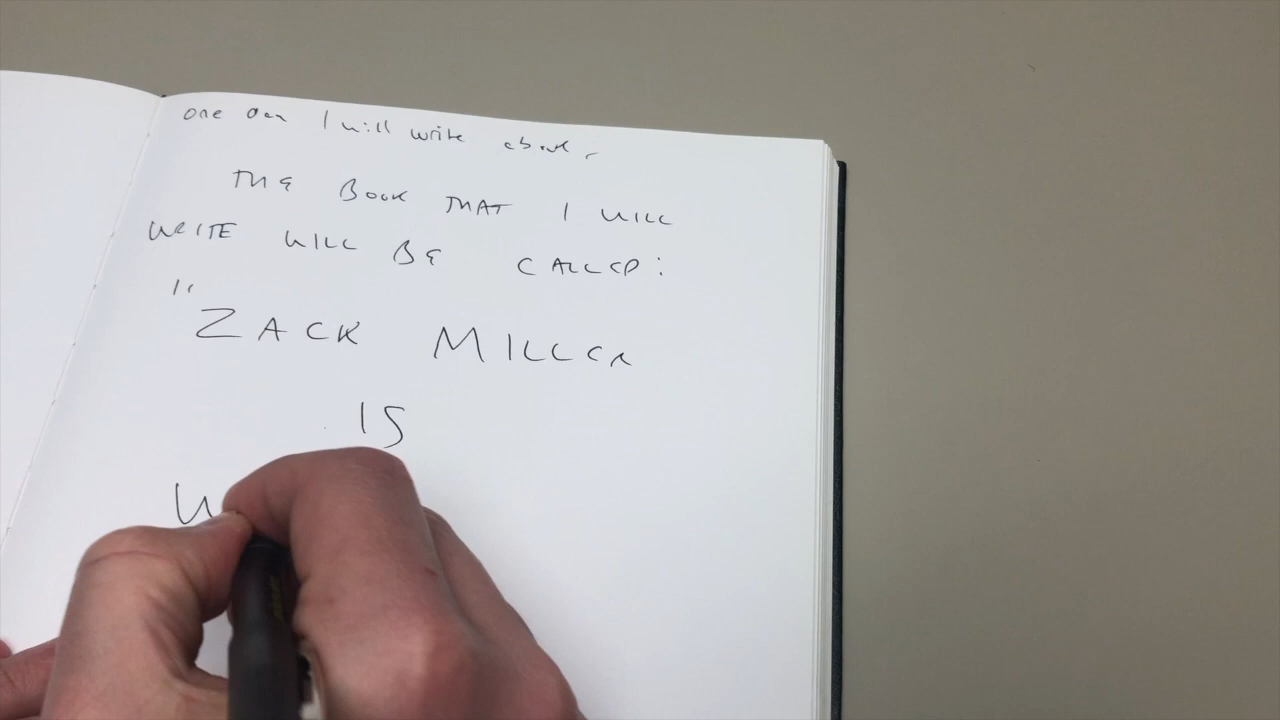 one day I will write about,
THE BOOK THAT I WILL
WRITE WILL BE CALLED:
"ZACK MILLER
IS